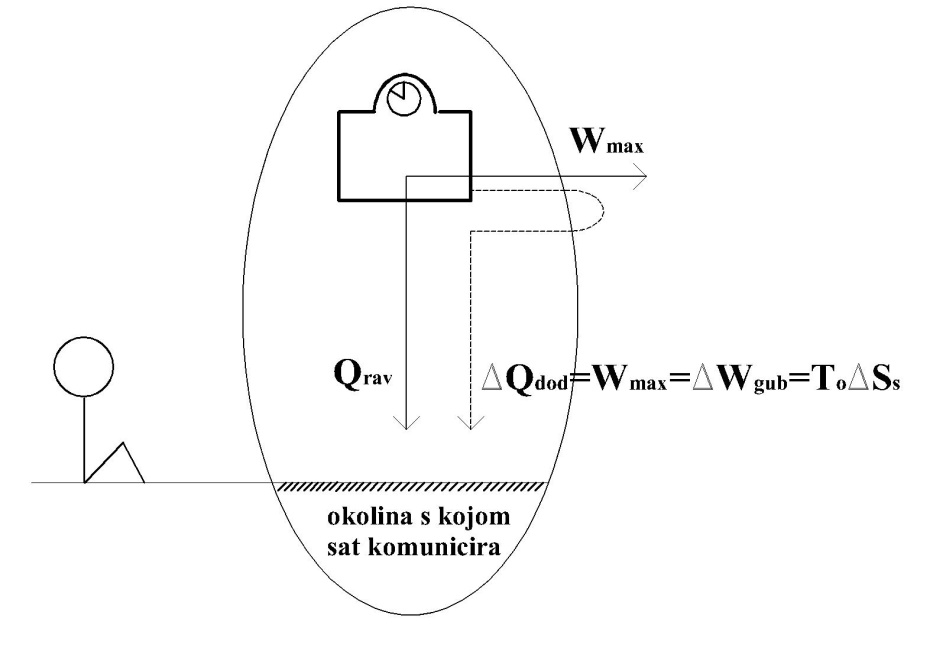 Wmax
Qrav
ΔQdod=Wmax=ΔWgub=ToΔSs
okolina s kojom
sat komunicira